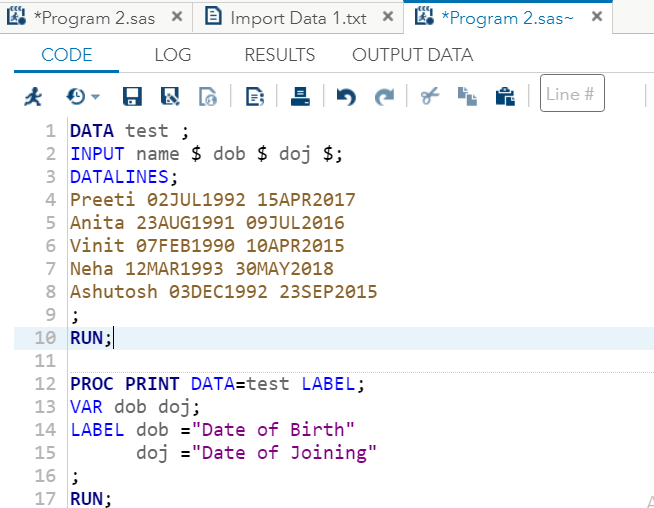 *Program 2.sas × Import Data 1.txt × *Program 2.sas~ ×
CODE LOG RESULTS OUTPUT DATA
Line #
1 DATA test ;
2 INPUT name $ dob $ doj $;
3 DATALINES;
4 Preeti 02JUL1992 15APR2017
5 Anita 23AUG1991 09JUL2016
6 Vinit 07FEB1990 10APR2015
7 Neha 12MAR1993 30MAY2018
8 Ashutosh 03DEC1992 23SEP2015
9 ;
10 RUN;
11
12 PROC PRINT DATA=test LABEL;
13 VAR dob doj;
14 LABEL dob ="Date of Birth"
15 doj ="Date of Joining"
16 ;
17 RUN;